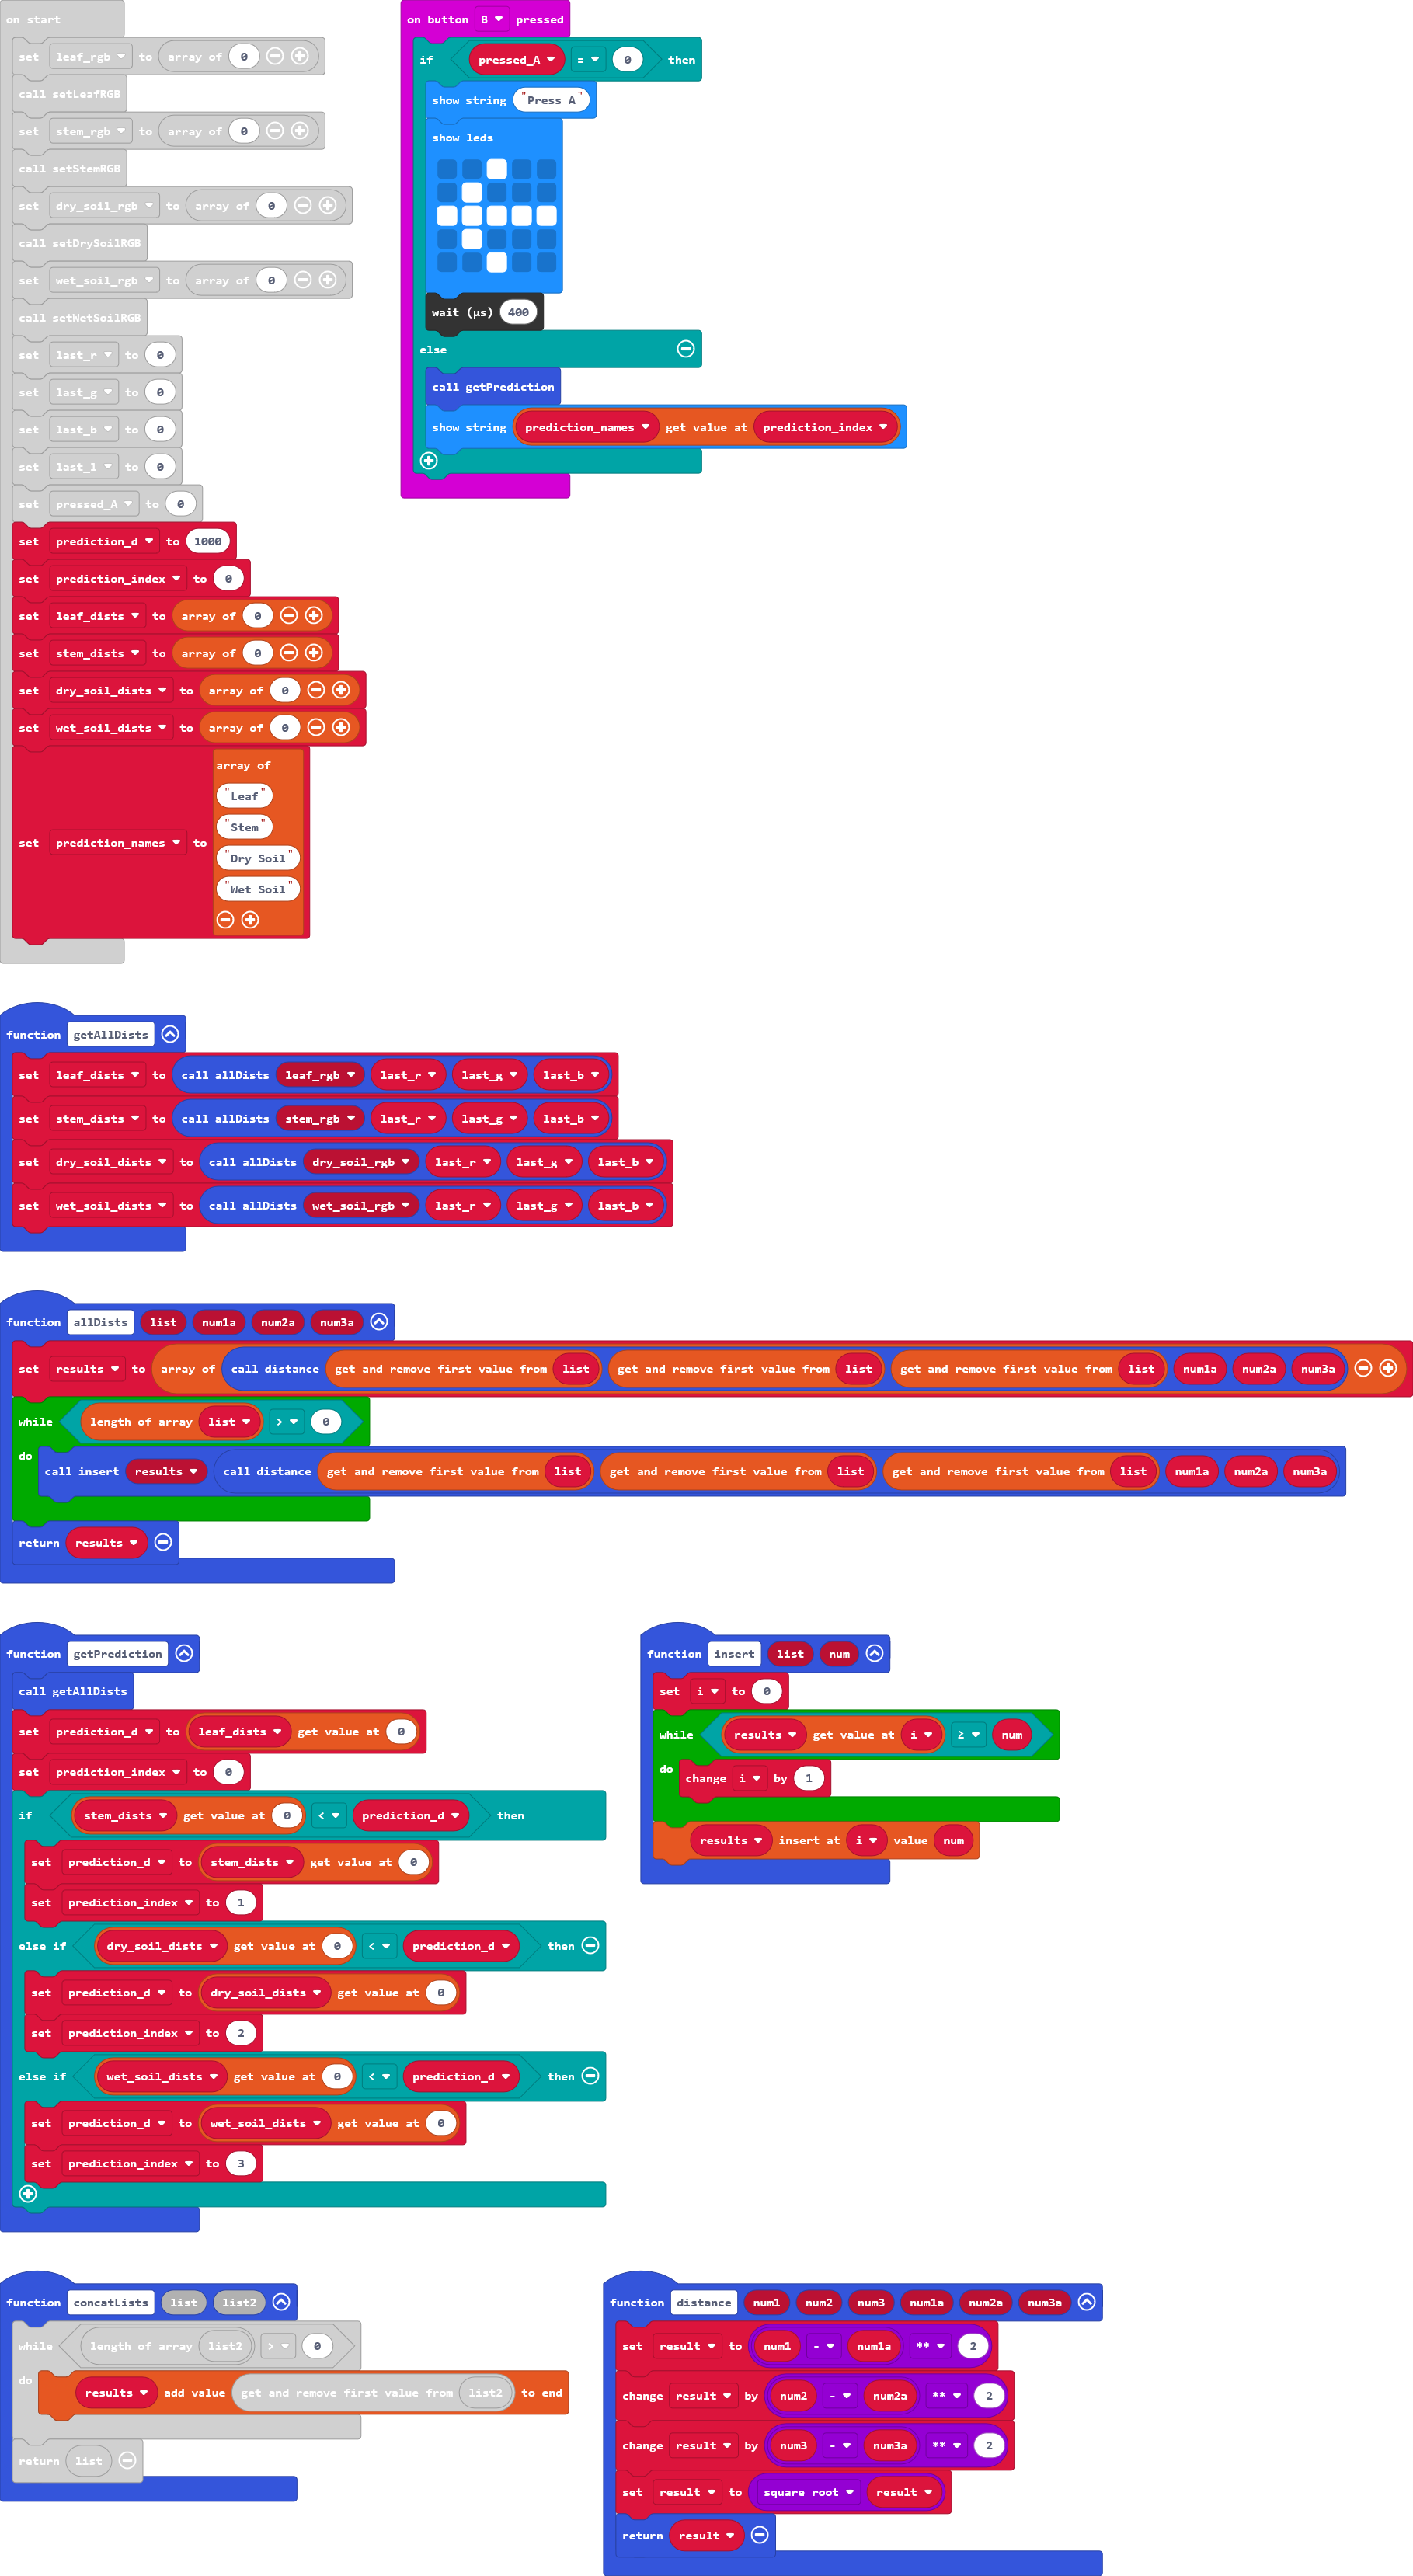 on start
set leaf_rgb to array of 0
call setLeafRGB
set stem_rgb to array of 0
call setStemRGB
set dry_soil_rgb to array of 0
call setDrySoilRGB
set wet_soil_rgb to array of 0
call setWetSoilRGB
set last_r to 0
set last_g to 0
set last_b to 0
set last_l to 0
set pressed_A to 0
set prediction_d to 1000
set prediction_index to 0
set leaf_dists to array of 0
set stem_dists to array of 0
set dry_soil_dists to array of 0
set wet_soil_dists to array of 0
set prediction_names to array of
"Leaf"
"Stem"
"Dry Soil"
"Wet Soil"
on button B pressed
if pressed_A = 0 then
show string "Press A"
show leds
wait (µs) 400
else
call getPrediction
show string prediction_names get value at prediction_index
function getAllDists
set leaf_dists to call allDists leaf_rgb last_r last_g last_b
set stem_dists to call allDists stem_rgb last_r last_g last_b
set dry_soil_dists to call allDists dry_soil_rgb last_r last_g last_b
set wet_soil_dists to call allDists wet_soil_rgb last_r last_g last_b
function allDists list num1a num2a num3a
set results to array of call distance get and remove first value from list get and remove first value from list get and remove first value from list num1a num2a num3a
while length of array list > 0
do call insert results call distance get and remove first value from list get and remove first value from list get and remove first value from list num1a num2a num3a
return results
function getPrediction
call getAllDists
set prediction_d to leaf_dists get value at 0
set prediction_index to 0
if stem_dists get value at 0 < prediction_d then
set prediction_d to stem_dists get value at 0
set prediction_index to 1
else if dry_soil_dists get value at 0 < prediction_d then
set prediction_d to dry_soil_dists get value at 0
set prediction_index to 2
else if wet_soil_dists get value at 0 < prediction_d then
set prediction_d to wet_soil_dists get value at 0
set prediction_index to 3
function insert list num
set i to 0
while results get value at i ≥ num
do change i by 1
results insert at i value num
function concatLists list list2
while length of array list2 > 0
do results add value get and remove first value from list2 to end
return list
function distance num1 num2 num3 num1a num2a num3a
set result to num1 - num1a ** 2
change result by num2 - num2a ** 2
change result by num3 - num3a ** 2
set result to square root result
return result